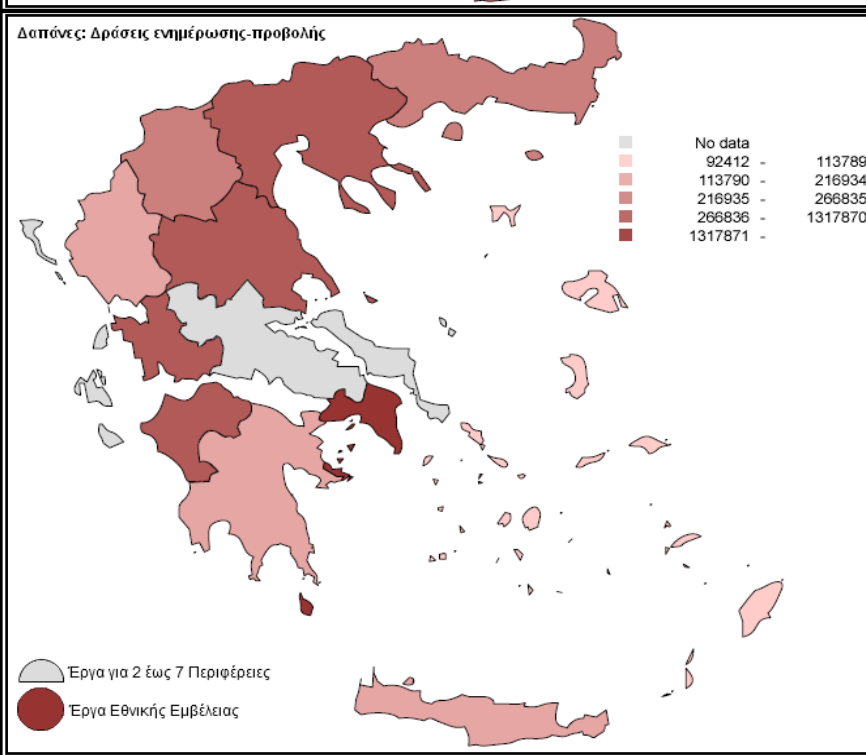 Δαπάνες: Δράσεις ενημέρωσης-προβολής
No data
92412 - 113789
113790 - 216934
216935 - 266835
266836 - 1317870
1317871 -
Έργα για 2 έως 7 Περιφέρειες
Έργα Εθνικής Εμβέλειας